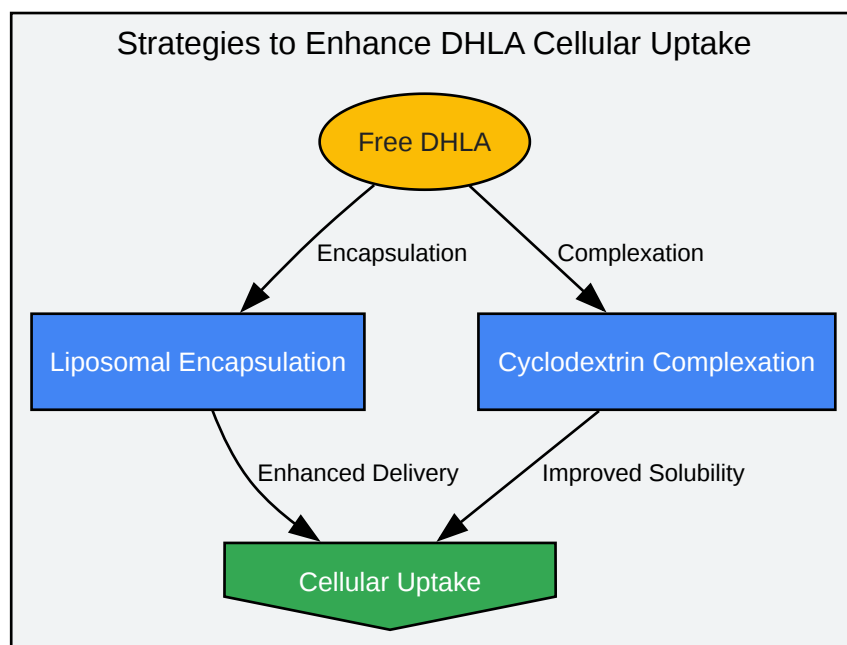 Strategies to Enhance DHLA Cellular Uptake
Free DHLA
Encapsulation
Complexation
Liposomal Encapsulation
Cyclodextrin Complexation
Enhanced Delivery
Improved Solubility
Cellular Uptake